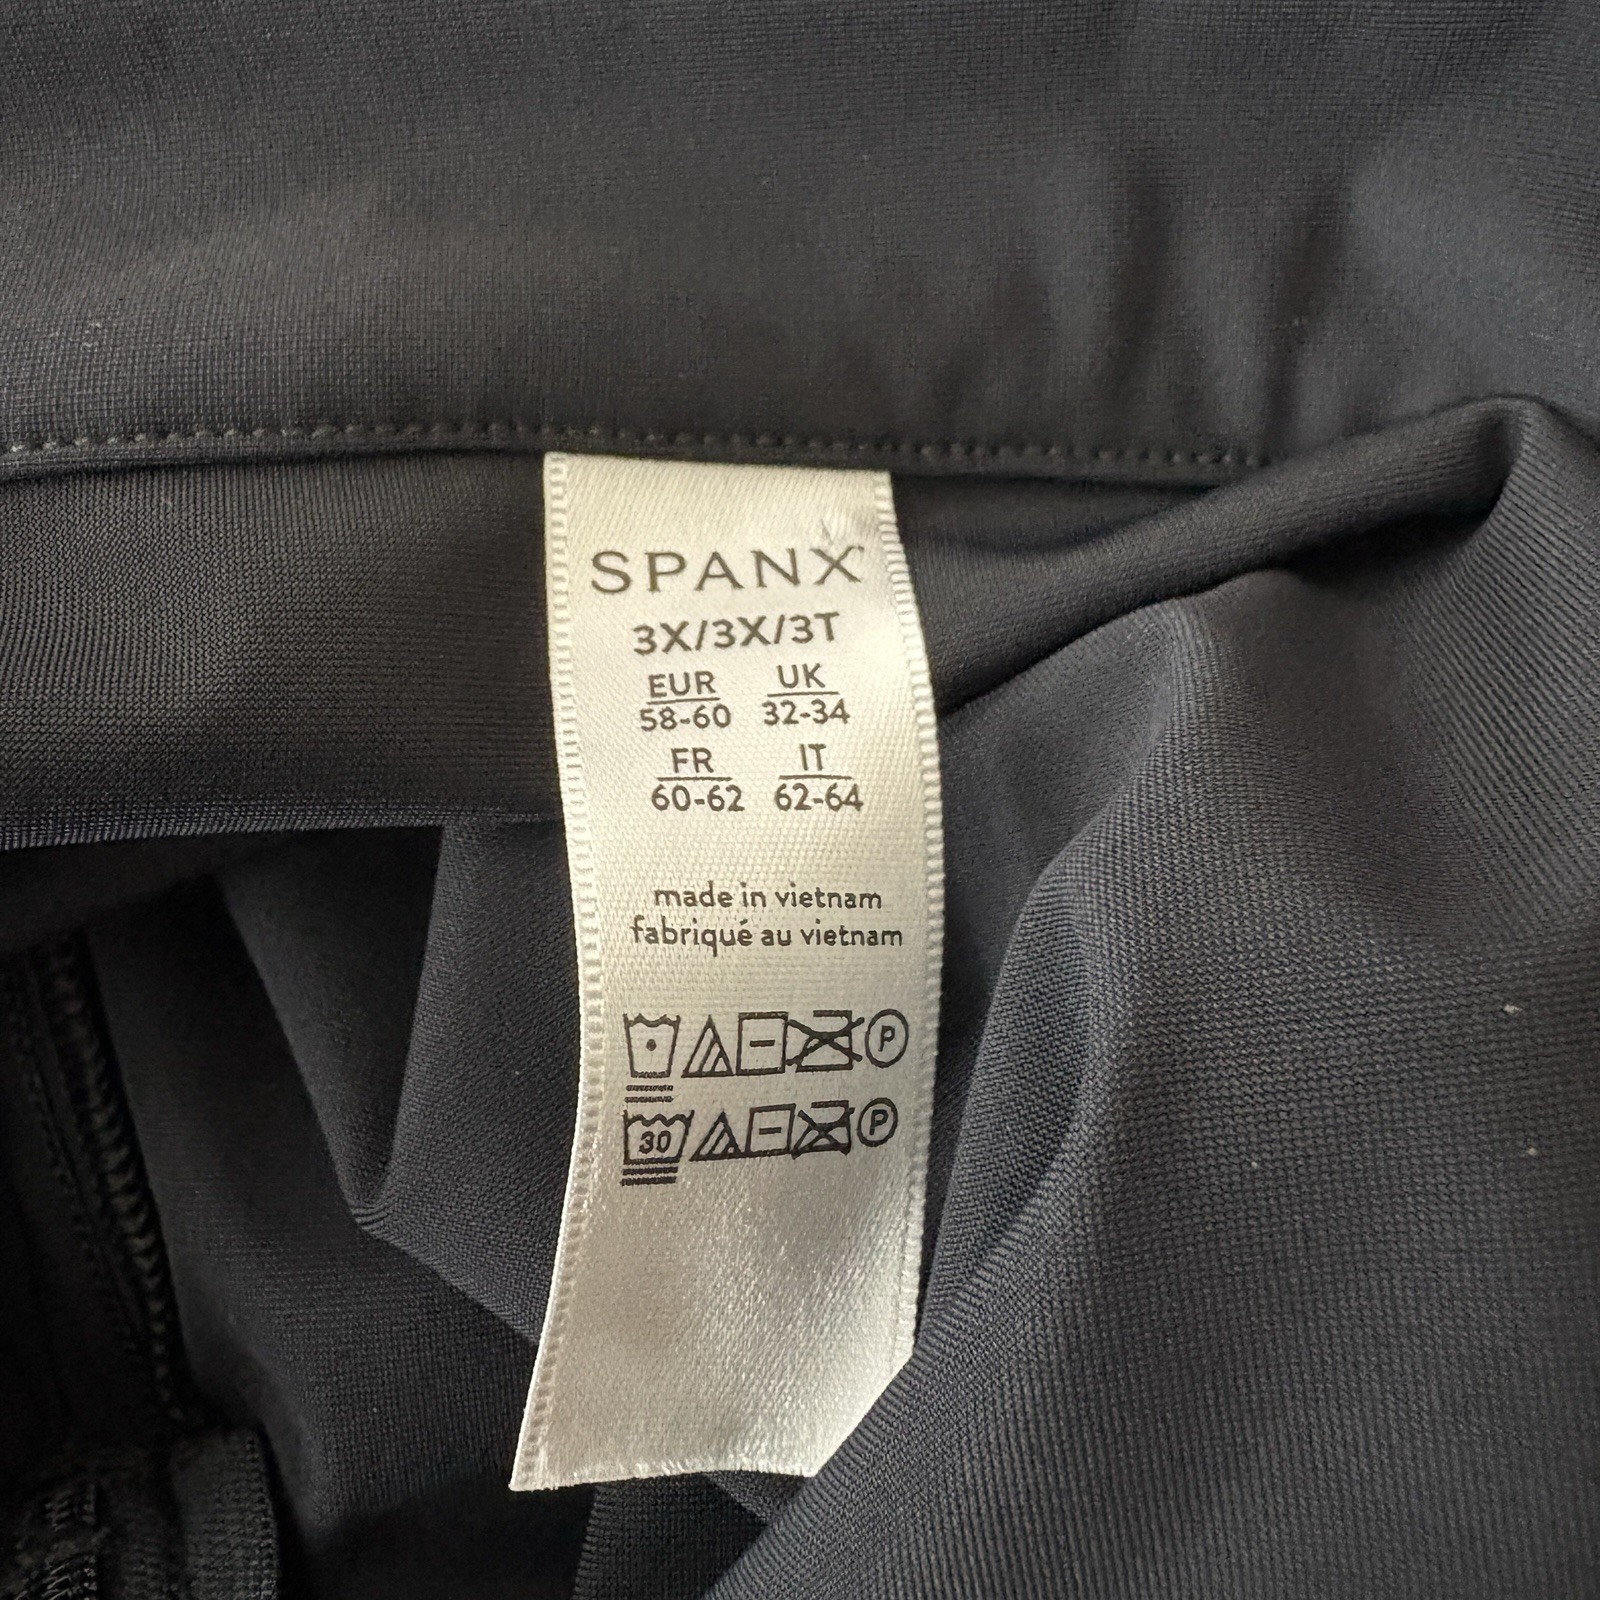 SPANX
3X/3X/3T
EUR UK
58-60 32-34
FR IT
60-62 62-64
made in vietnam
fabriqué au vietnam
P
30 P